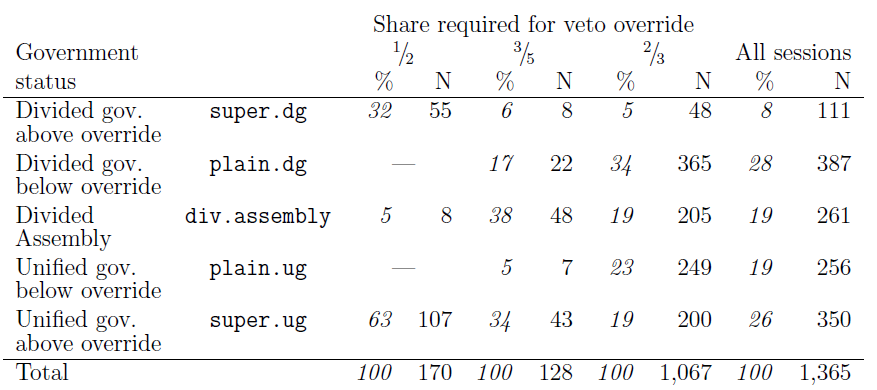 Share required for veto override
Government 1/2 3/5 2/3 All sessions
status % N % N % N % N
Divided gov. super.dg 32 55 6 8 5 48 8 111
above override
Divided gov. plain.dg — 17 22 34 365 28 387
below override
Divided div.assembly 5 8 38 48 19 205 19 261
Assembly
Unified gov. plain.ug — 5 7 23 249 19 256
below override
Unified gov. super.ug 63 107 34 43 19 200 26 350
above override
Total 100 170 100 128 100 1,067 100 1,365